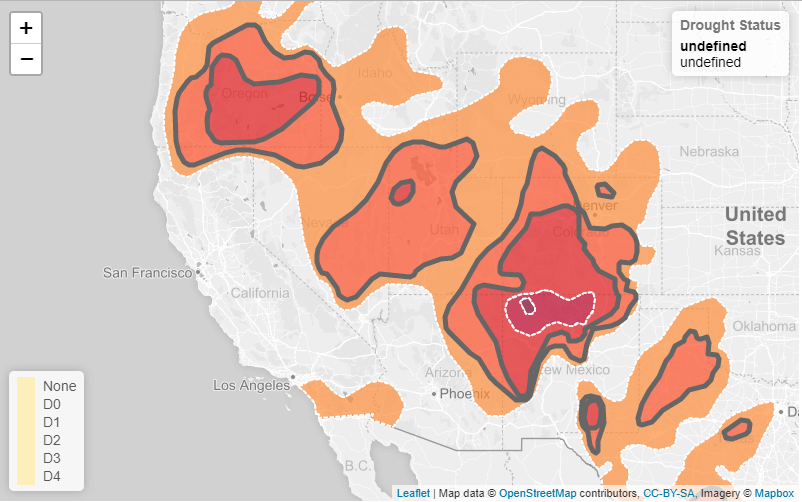 +
−
Drought Status
undefined
undefined
Idaho
Oregon
Boise
Wyoming
Nebraska
Denver
United
States
Nevada
Utah
Colorado
Kansas
San Francisco
California
Oklahoma
New Mexico
Arizona
Los Angeles
Phoenix
None
D0
D1
D2
D3
D4
Da
B.C.
Leaflet | Map data © OpenStreetMap contributors, CC-BY-SA, Imagery © Mapbox